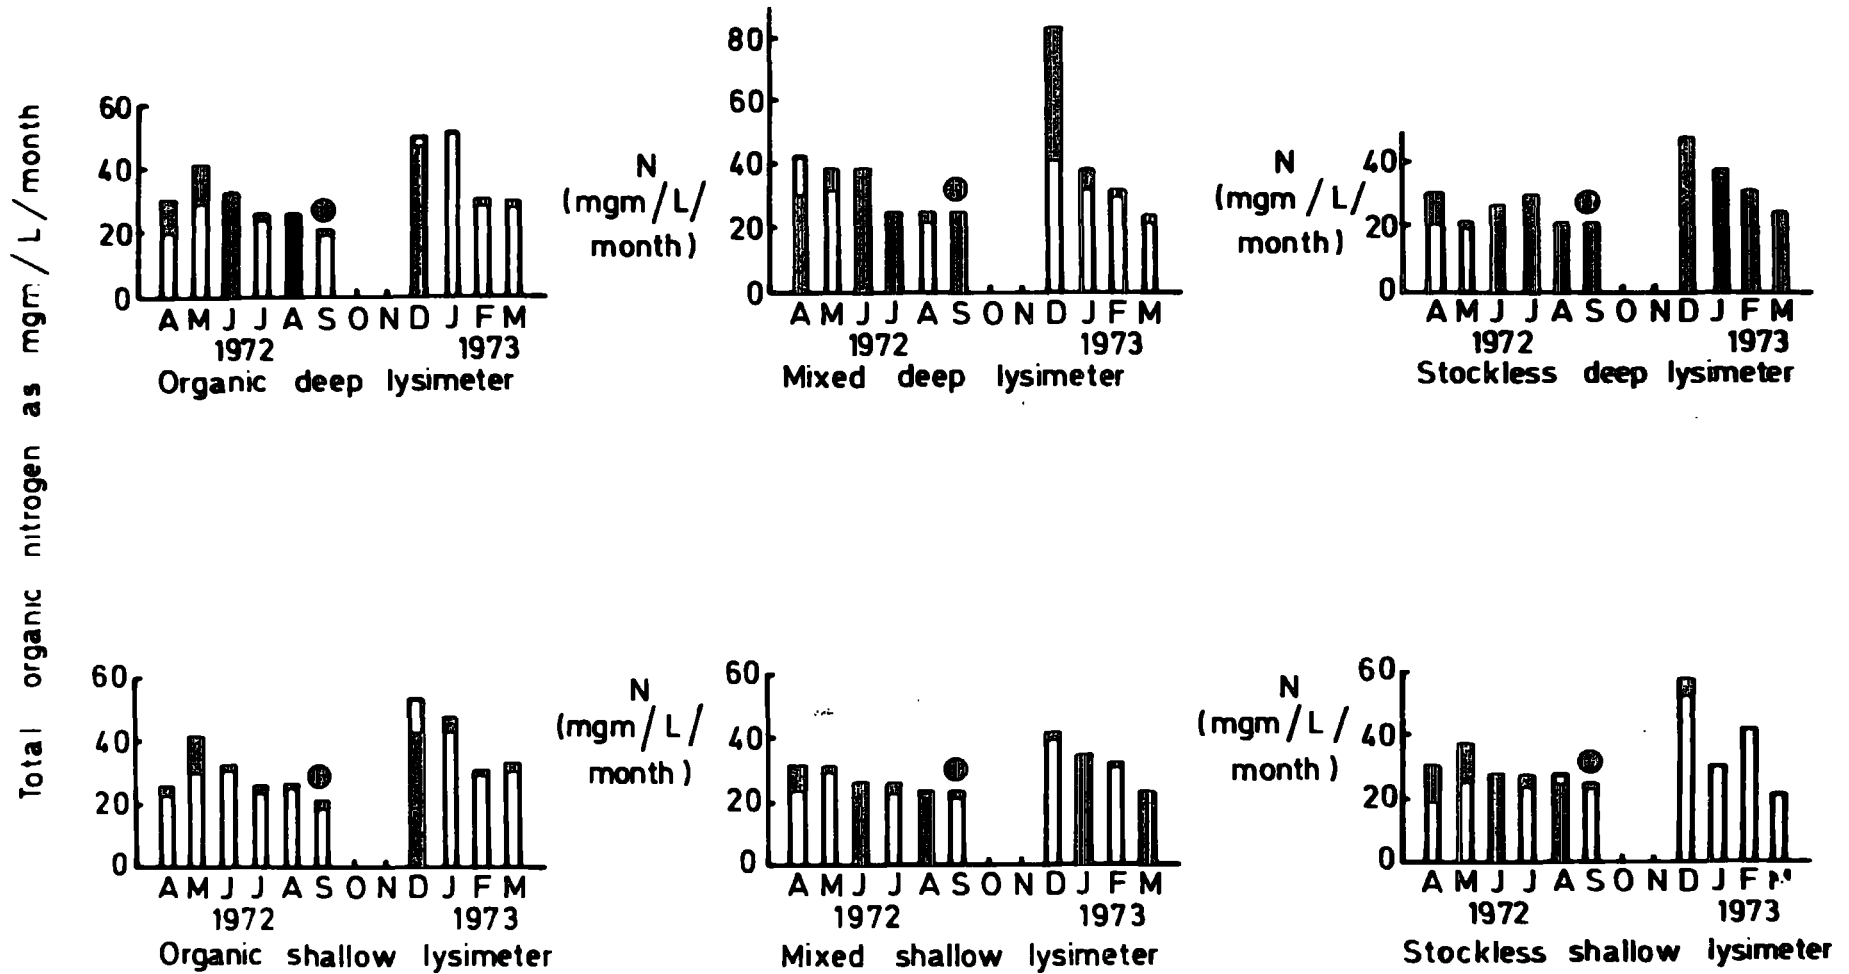 Total organic nitrogen as mgm / L / month
60
40
20
0
A M J J A S O N D J F M
1972 1973
Organic deep lysimeter
N
(mgm / L /
month)
80
60
40
20
0
A M J J A S O N D J F M
1972 1973
Mixed deep lysimeter
N
(mgm / L /
month)
40
20
0
A M J J A S O N D J F M
1972 1973
Stockless deep lysimeter
60
40
20
0
A M J J A S O N D J F M
1972 1973
Organic shallow lysimeter
N
(mgm / L /
month)
60
40
20
0
A M J J A S O N D J F M
1972 1973
Mixed shallow lysimeter
N
(mgm / L /
month)
60
40
20
0
A M J J A S O N D J F M
1972 1973
Stockless shallow lysimeter